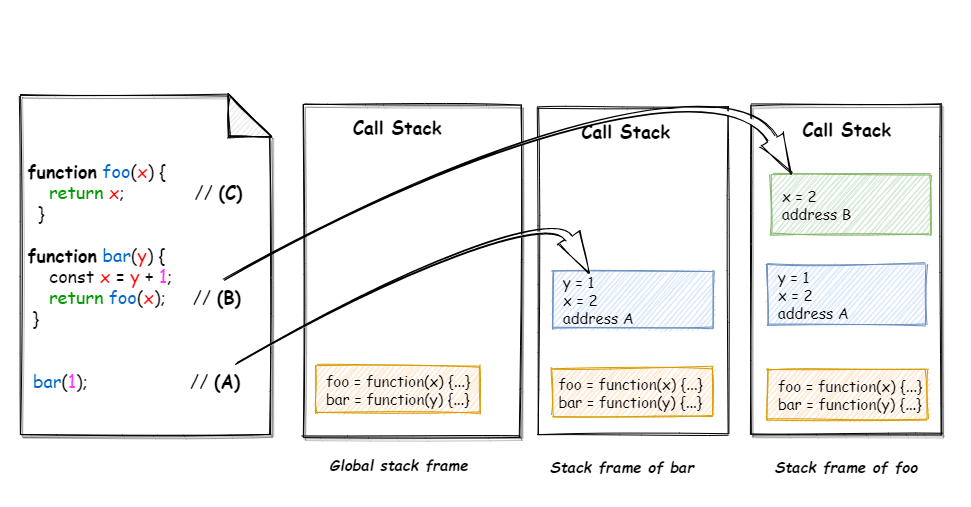 function foo(x) {
return x; // (C)
}
function bar(y) {
const x = y + 1;
return foo(x); // (B)
}
bar(1); // (A)
Call Stack
foo = function(x) {...}
bar = function(y) {...}
Global stack frame
Call Stack
y = 1
x = 2
address A
foo = function(x) {...}
bar = function(y) {...}
Stack frame of bar
Call Stack
x = 2
address B
y = 1
x = 2
address A
foo = function(x) {...}
bar = function(y) {...}
Stack frame of foo